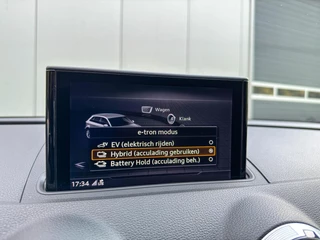 Wagen
Klank
e-tron modus
EV (elektrisch rijden)
Hybrid (acculading gebruiken)
Battery Hold (acculading beh.)
17:34